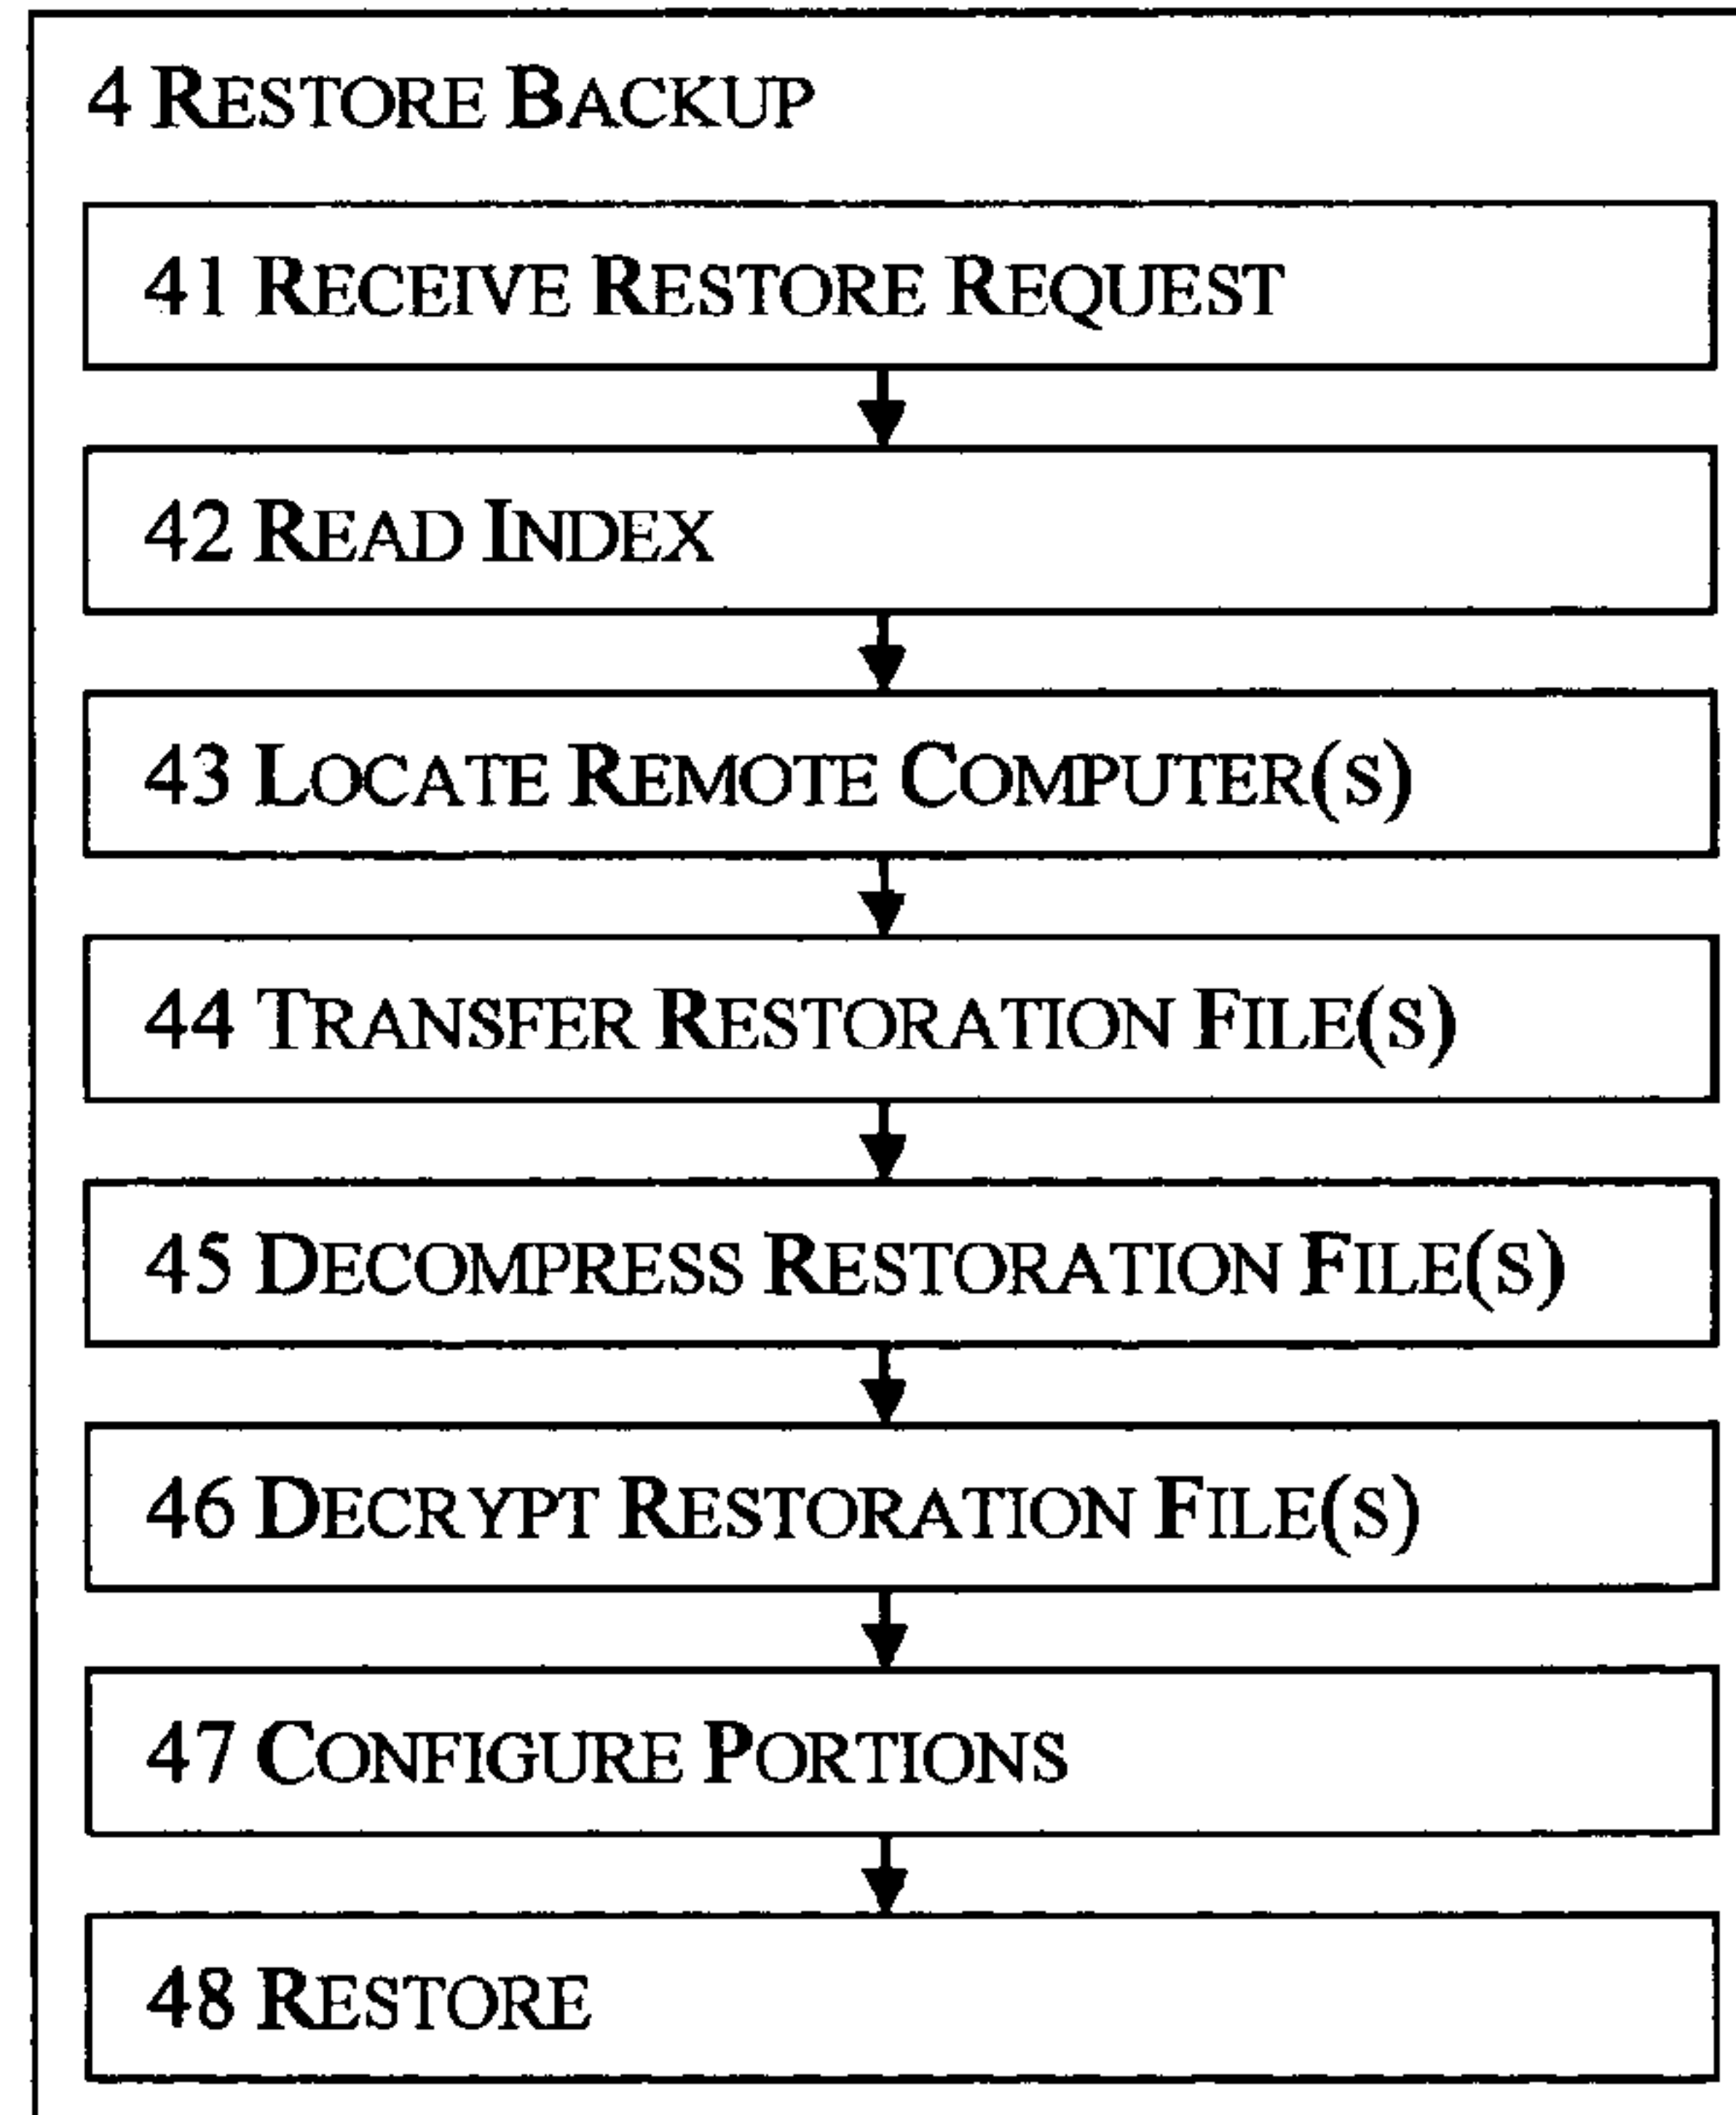 4 RESTORE BACKUP
41 RECEIVE RESTORE REQUEST
42 READ INDEX
43 LOCATE REMOTE COMPUTER(S)
44 TRANSFER RESTORATION FILE(S)
45 DECOMPRESS RESTORATION FILE(S)
46 DECRYPT RESTORATION FILE(S)
47 CONFIGURE PORTIONS
48 RESTORE